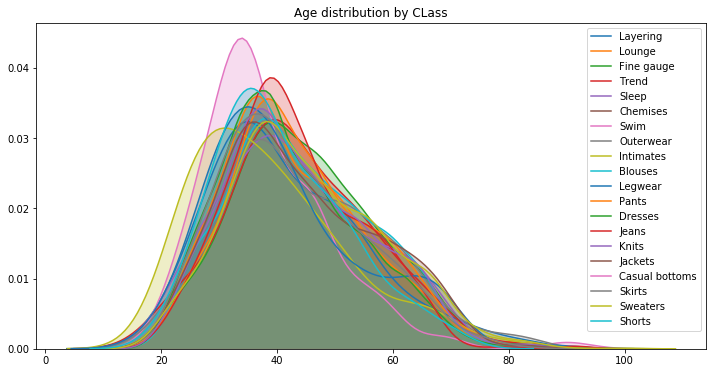 Age distribution by CLass
0.04
0.03
0.02
0.01
0.00
0
20
40
60
80
100
Layering
Lounge
Fine gauge
Trend
Sleep
Chemises
Swim
Outerwear
Intimates
Blouses
Legwear
Pants
Dresses
Jeans
Knits
Jackets
Casual bottoms
Skirts
Sweaters
Shorts